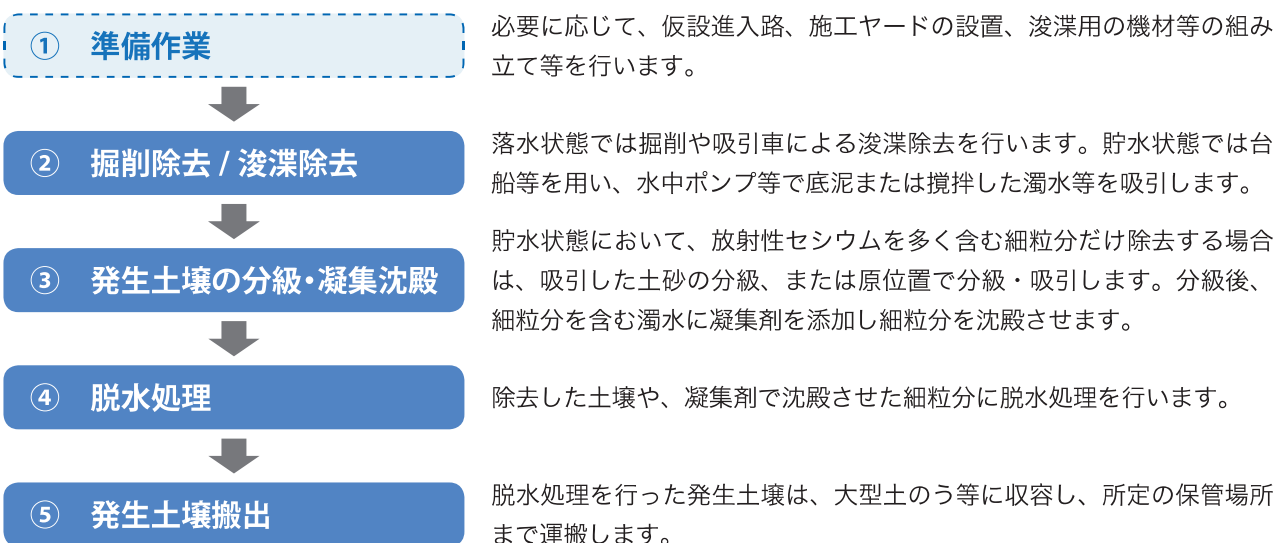 ① 準備作業
必要に応じて、仮設進入路、施工ヤードの設置、浚渫用の機材等の組み
立て等を行います。
② 掘削除去 / 浚渫除去
落水状態では掘削や吸引車による浚渫除去を行います。貯水状態では台
船等を用い、水中ポンプ等で底泥または撹拌した濁水等を吸引します。
③ 発生土壌の分級・凝集沈殿
貯水状態において、放射性セシウムを多く含む細粒分だけ除去する場合
は、吸引した土砂の分級、または原位置で分級・吸引します。分級後、
細粒分を含む濁水に凝集剤を添加し細粒分を沈殿させます。
④ 脱水処理
除去した土壌や、凝集剤で沈殿させた細粒分に脱水処理を行います。
⑤ 発生土壌搬出
脱水処理を行った発生土壌は、大型土のう等に収容し、所定の保管場所
まで運搬します。